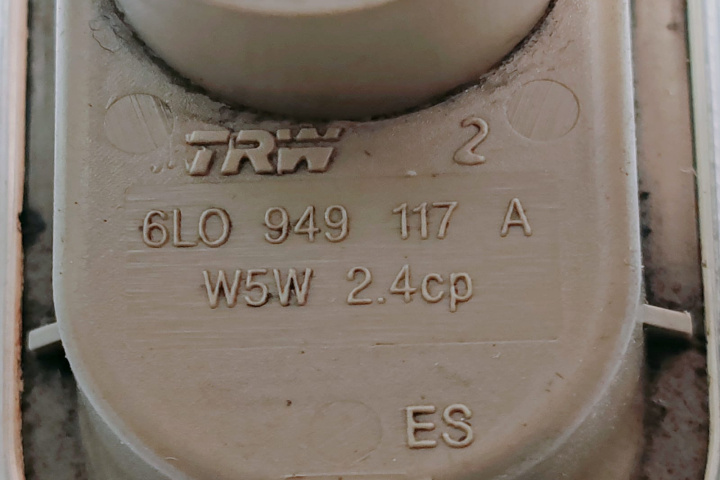 TRW 2
6L0 949 117 A
W5W 2.4cp
ES